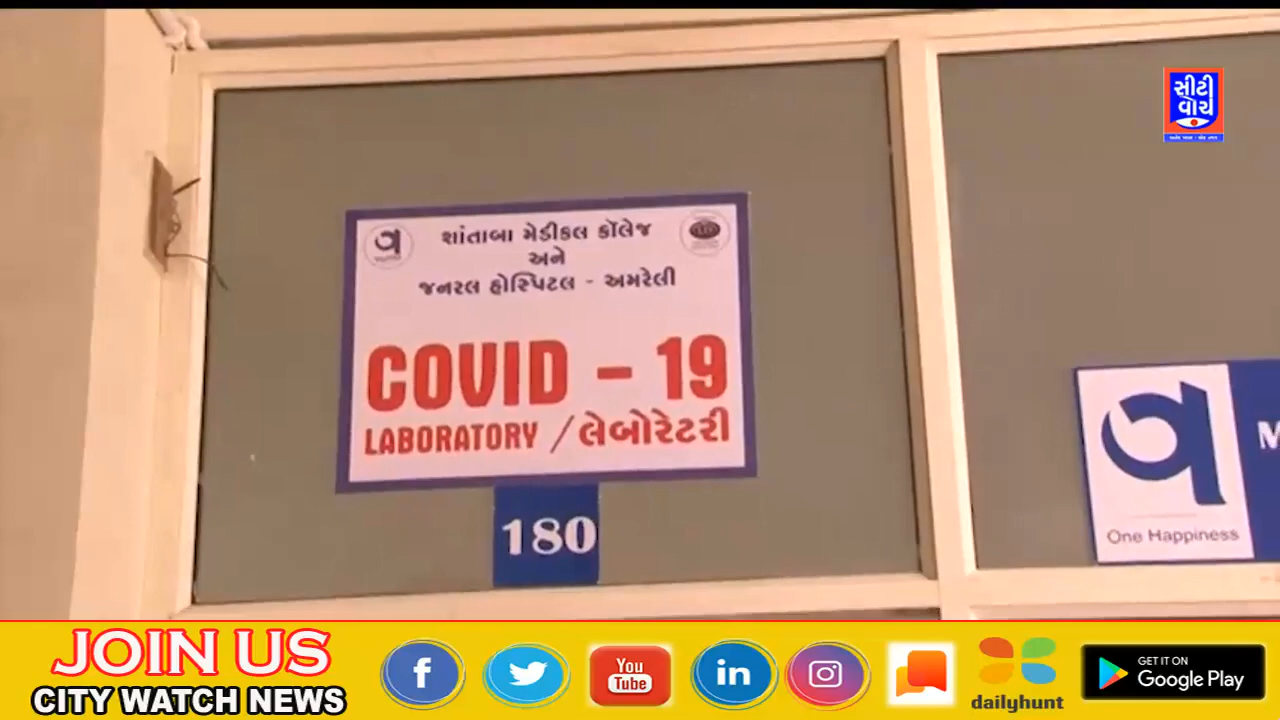 સીટી
વોચ
શાંતાબા મેડીકલ કૉલેજ
અને
જનરલ હોસ્પિટલ - અમરેલી
COVID - 19
LABORATORY / લેબોરેટરી
180
M
One Happiness
JOIN US
CITY WATCH NEWS
You
Tube
dailyhunt
GET IT ON
Google Play